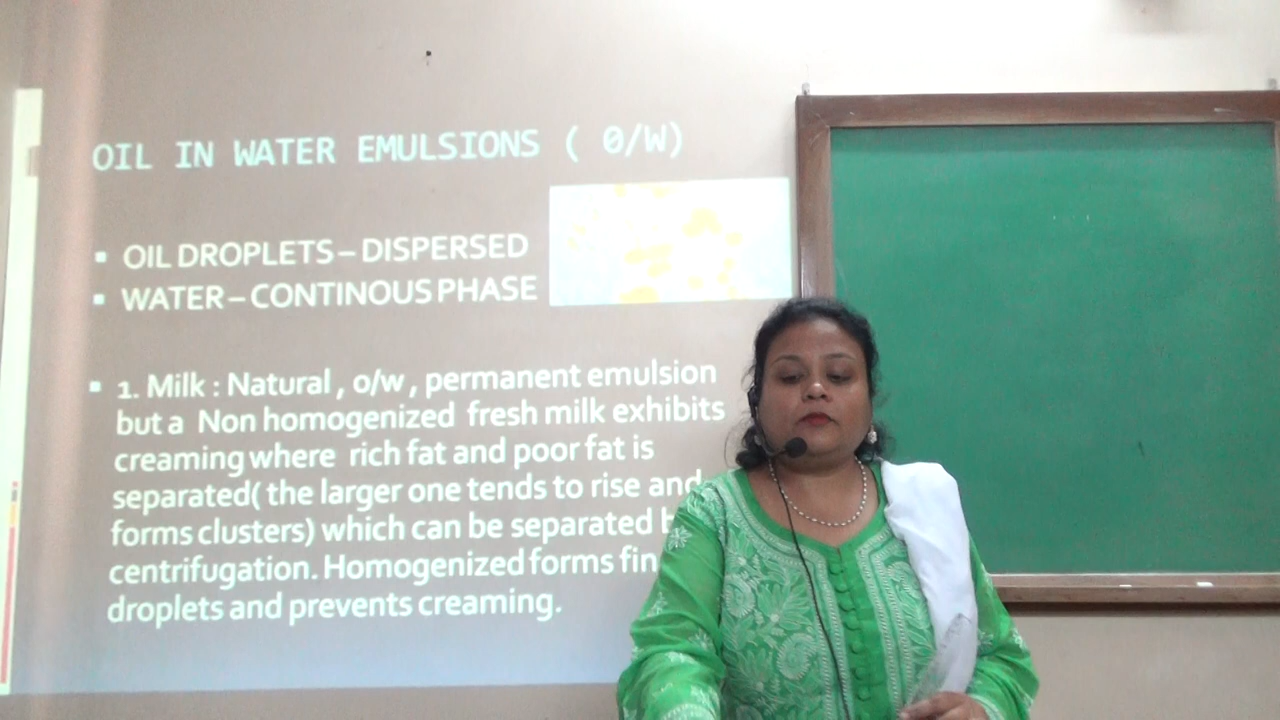 OIL IN WATER EMULSIONS ( 0/W)
OIL DROPLETS – DISPERSED
WATER – CONTINOUS PHASE
1. Milk : Natural , o/w , permanent emulsion
but a Non homogenized fresh milk exhibits
creaming where rich fat and poor fat is
separated( the larger one tends to rise and
forms clusters) which can be separated
centrifugation. Homogenized forms
droplets and prevents creaming.